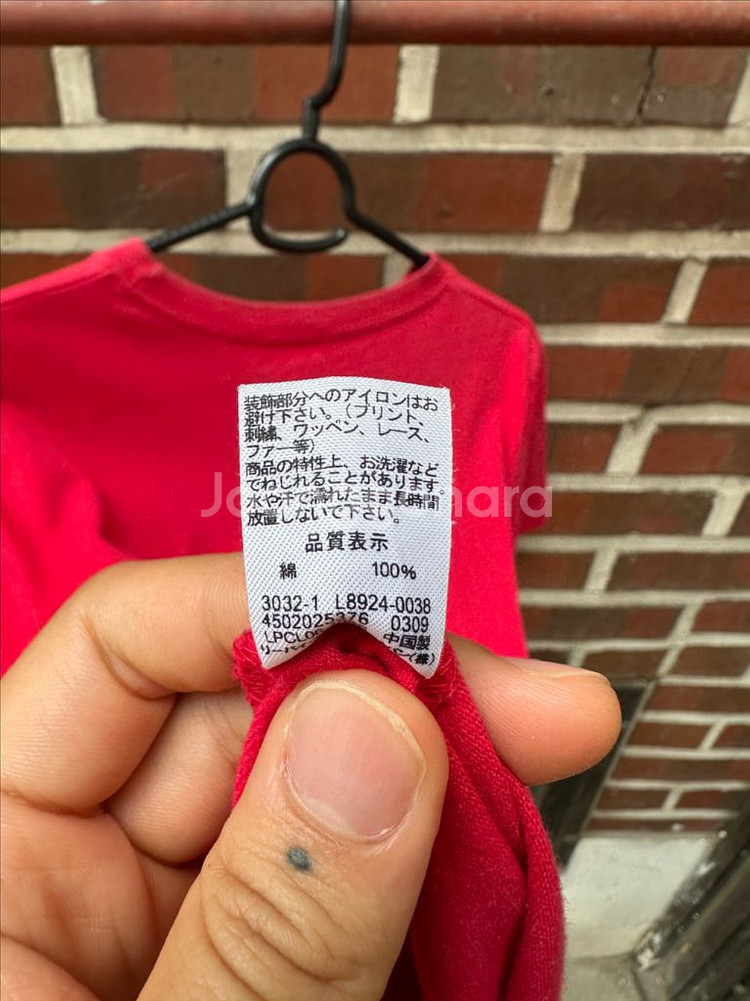 装飾部分へのアイロンはお
避け下さい。(プリント、
刺繍、ワッペン、レース、
ファー等)
商品の特性上、お洗濯など
でねじれることがあります。
水や汗で濡れたまま長時間
放置しないで下さい。
品質表示
綿 100%
3032-1 L8924-0038
4502025376 0309
中国製